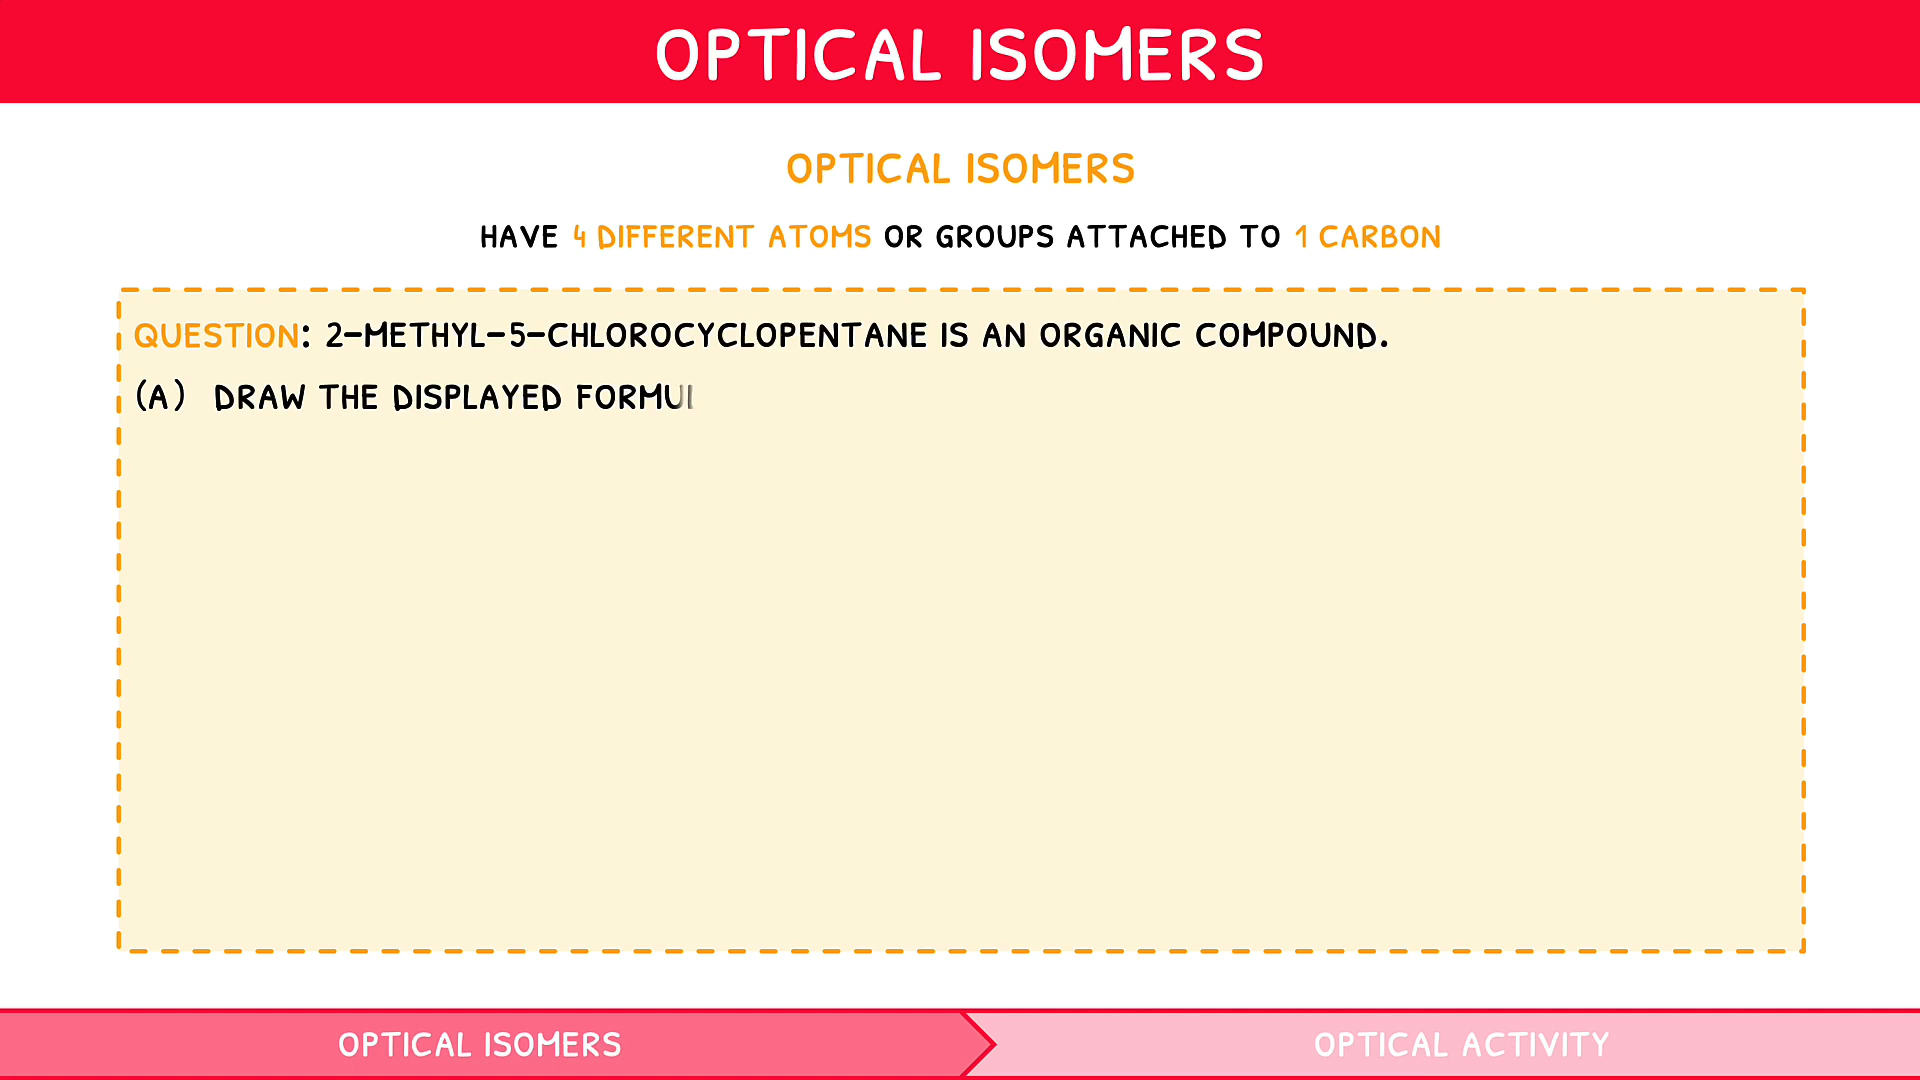 OPTICAL ISOMERS
OPTICAL ISOMERS
HAVE 4 DIFFERENT ATOMS OR GROUPS ATTACHED TO 1 CARBON
QUESTION: 2-METHYL-5-CHLOROCYCLOPENTANE IS AN ORGANIC COMPOUND.
(A) DRAW THE DISPLAYED
OPTICAL ISOMERS
OPTICAL ACTIVITY